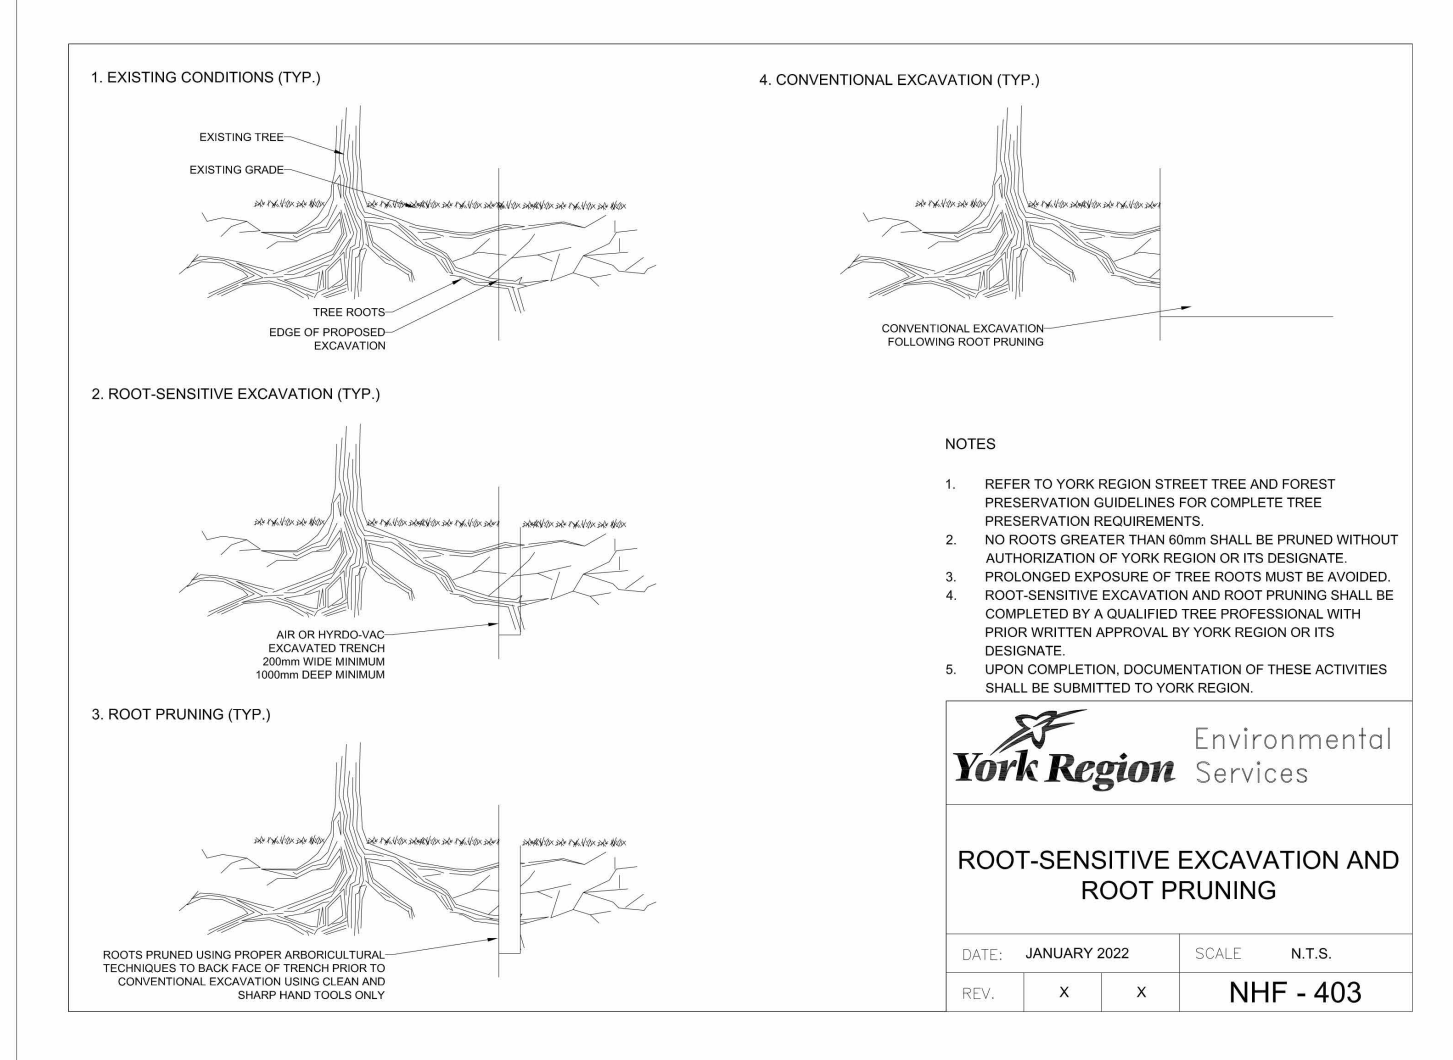 1. EXISTING CONDITIONS (TYP.)
EXISTING TREE
EXISTING GRADE
TREE ROOTS
EDGE OF PROPOSED
EXCAVATION
2. ROOT-SENSITIVE EXCAVATION (TYP.)
AIR OR HYRDO-VAC
EXCAVATED TRENCH
200mm WIDE MINIMUM
1000mm DEEP MINIMUM
3. ROOT PRUNING (TYP.)
ROOTS PRUNED USING PROPER ARBORICULTURAL
TECHNIQUES TO BACK FACE OF TRENCH PRIOR TO
CONVENTIONAL EXCAVATION USING CLEAN AND
SHARP HAND TOOLS ONLY
4. CONVENTIONAL EXCAVATION (TYP.)
CONVENTIONAL EXCAVATION
FOLLOWING ROOT PRUNING
NOTES
1. REFER TO YORK REGION STREET TREE AND FOREST
PRESERVATION GUIDELINES FOR COMPLETE TREE
PRESERVATION REQUIREMENTS.
2. NO ROOTS GREATER THAN 60mm SHALL BE PRUNED WITHOUT
AUTHORIZATION OF YORK REGION OR ITS DESIGNATE.
3. PROLONGED EXPOSURE OF TREE ROOTS MUST BE AVOIDED.
4. ROOT-SENSITIVE EXCAVATION AND ROOT PRUNING SHALL BE
COMPLETED BY A QUALIFIED TREE PROFESSIONAL WITH
PRIOR WRITTEN APPROVAL BY YORK REGION OR ITS
DESIGNATE.
5. UPON COMPLETION, DOCUMENTATION OF THESE ACTIVITIES
SHALL BE SUBMITTED TO YORK REGION.
York Region
Environmental
Services
ROOT-SENSITIVE EXCAVATION AND
ROOT PRUNING
DATE: JANUARY 2022 SCALE N.T.S.
REV. X X NHF - 403